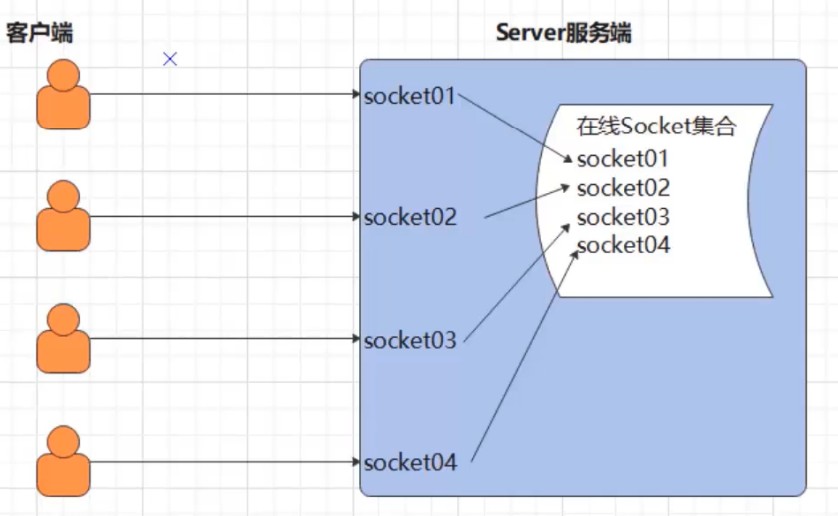 客户端
Server服务端
socket01
socket02
socket03
socket04
在线Socket集合
socket01
socket02
socket03
socket04